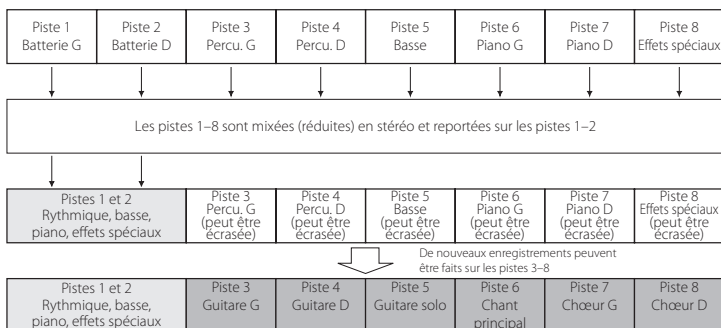 Piste 1
Batterie G
Piste 2
Batterie D
Piste 3
Percu. G
Piste 4
Percu. D
Piste 5
Basse
Piste 6
Piano G
Piste 7
Piano D
Piste 8
Effets spéciaux
Les pistes 1–8 sont mixées (réduites) en stéréo et reportées sur les pistes 1–2
Pistes 1 et 2
Rythmique, basse,
piano, effets spéciaux
Piste 3
Percu. G
(peut être
écrasée)
Piste 4
Percu. D
(peut être
écrasée)
Piste 5
Basse
(peut être
écrasée)
Piste 6
Piano G
(peut être
écrasée)
Piste 7
Piano D
(peut être
écrasée)
Piste 8
Effets spéciaux
(peut être
écrasée)
De nouveaux enregistrements peuvent
être faits sur les pistes 3–8
Pistes 1 et 2
Rythmique, basse,
piano, effets spéciaux
Piste 3
Guitare G
Piste 4
Guitare D
Piste 5
Guitare solo
Piste 6
Chant
principal
Piste 7
Chœur G
Piste 8
Chœur D